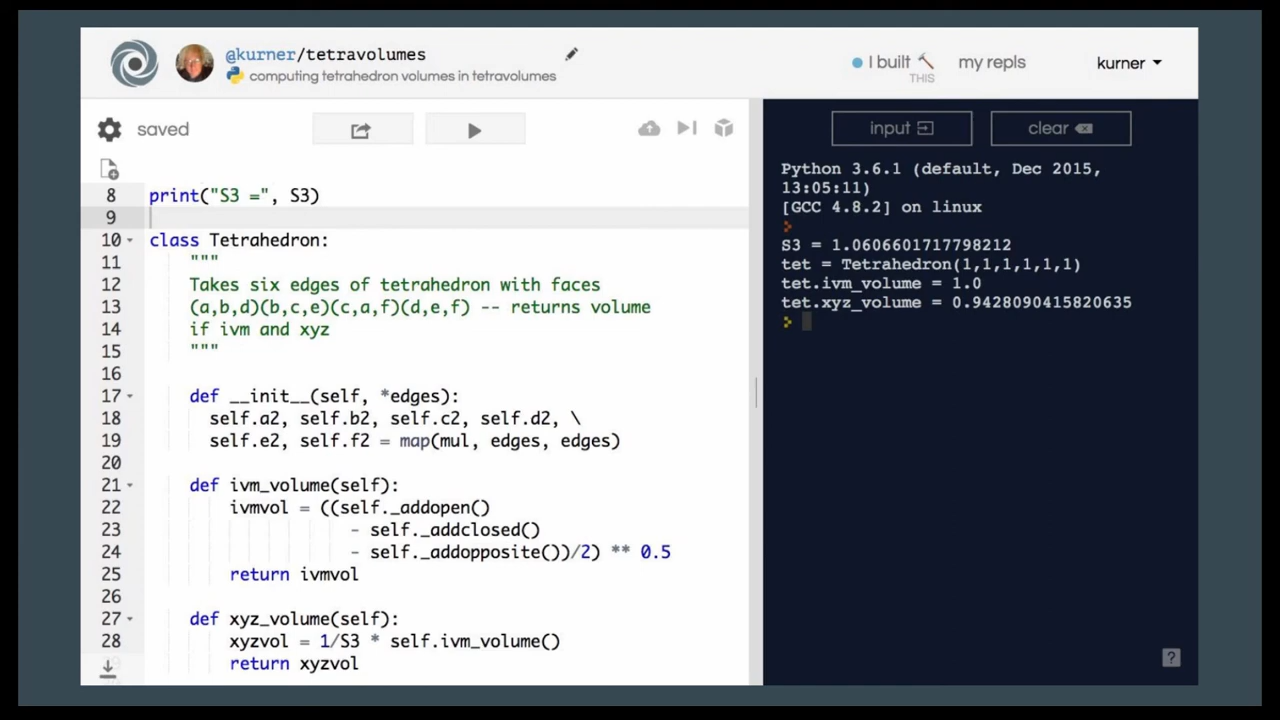 @kurner/tetravolumes
computing tetrahedron volumes in tetravolumes
I built
THIS
my repls
kurner
saved
input
clear
8 print("S3 =", S3)
9
10 class Tetrahedron:
11 """
12 Takes six edges of tetrahedron with faces
13 (a,b,d)(b,c,e)(c,a,f)(d,e,f) -- returns volume
14 if ivm and xyz
15 """
16
17 def __init__(self, *edges):
18 self.a2, self.b2, self.c2, self.d2, \
19 self.e2, self.f2 = map(mul, edges, edges)
20
21 def ivm_volume(self):
22 ivmvol = ((self._addopen()
23 - self._addclosed()
24 - self._addopposite())/2) ** 0.5
25 return ivmvol
26
27 def xyz_volume(self):
28 xyzvol = 1/S3 * self.ivm_volume()
return xyzvol
Python 3.6.1 (default, Dec 2015,
13:05:11)
[GCC 4.8.2] on linux
S3 = 1.0606601717798212
tet = Tetrahedron(1,1,1,1,1,1)
tet.ivm_volume = 1.0
tet.xyz_volume = 0.9428090415820635
?